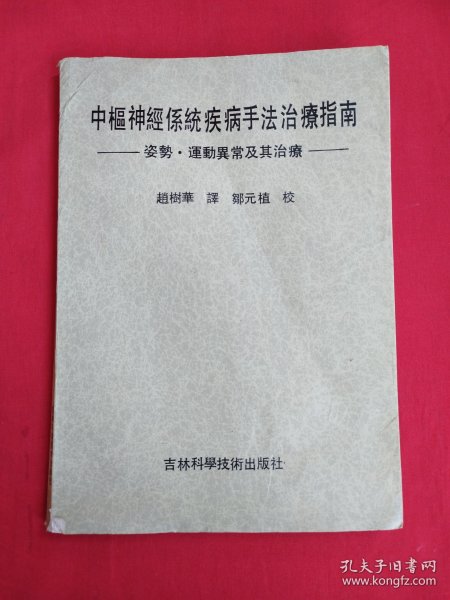 中樞神經係統疾病手法治療指南
姿勢·運動異常及其治療
趙樹華 譯 鄒元植 校
吉林科學技術出版社
孔夫子旧书网
www.kongfz.com